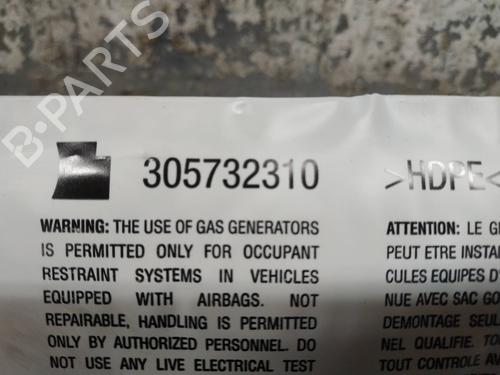 B-PARTS
305732310
>HDPE<
WARNING: THE USE OF GAS GENERATORS
IS PERMITTED ONLY FOR OCCUPANT
RESTRAINT SYSTEMS IN VEHICLES
EQUIPPED WITH AIRBAGS. NOT
REPAIRABLE, HANDLING IS PERMITTED
ONLY BY AUTHORIZED PERSONNEL. DO
NOT USE ANY LIVE ELECTRICAL TEST
ATTENTION: LE
PEUT ETRE
CULES EQUIPES
NUE AVEC SAC
DEMONTAGE
NEL QUALIFIE.
TOUT CONTROLE